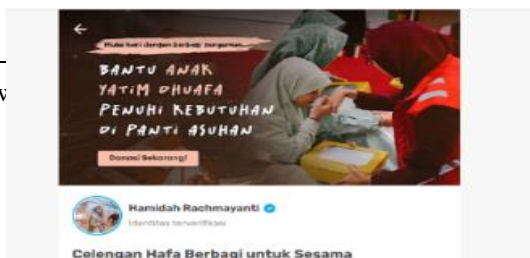 Mulai hari dengan berbagi senyuman
BANTU ANAK
YATIM DHUAFA
PENUHI KEBUTUHAN
DI PANTI ASUHAN
Donasi Sekarang!
Hamidah Rachmayanti
Identitas terverifikasi
Celengan Hafa Berbagi untuk Sesama